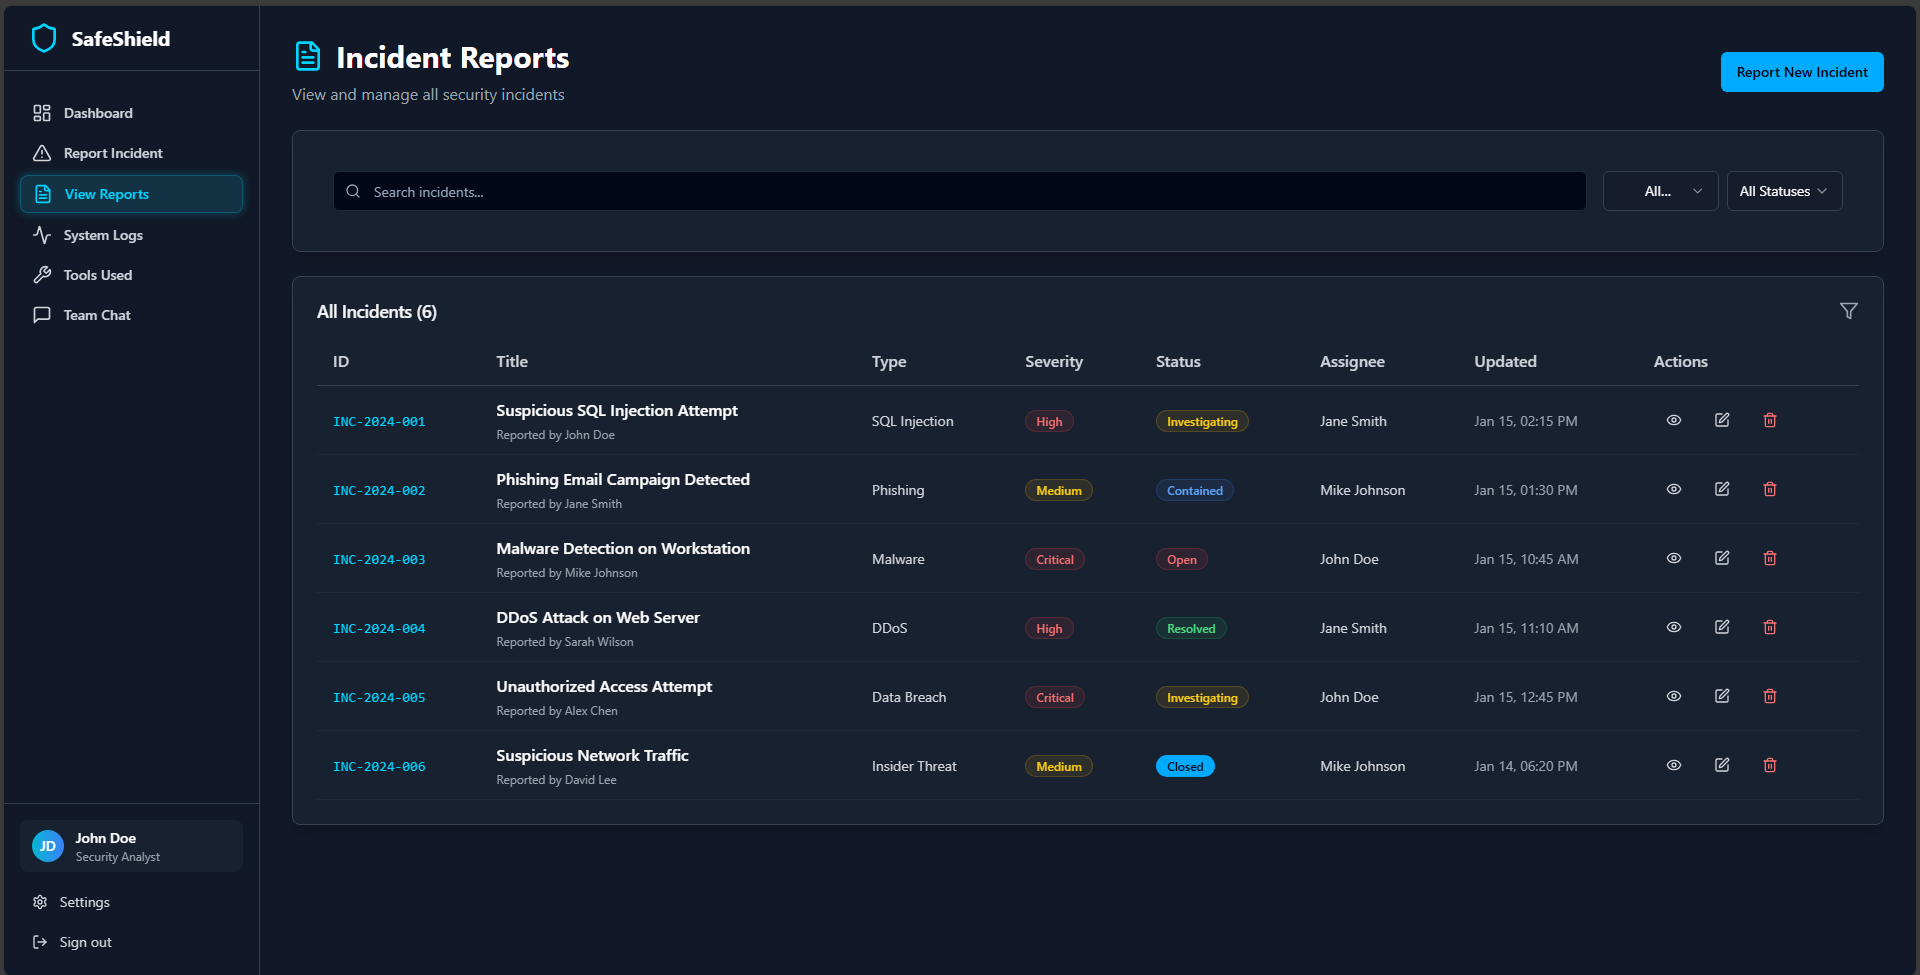 SafeShield
Dashboard
Report Incident
View Reports
System Logs
Tools Used
Team Chat
JD
John Doe
Security Analyst
Settings
Sign out
Incident Reports
View and manage all security incidents
Report New Incident
Search incidents...
All...
All Statuses
All Incidents (6)
ID Title Type Severity Status Assignee Updated Actions
INC-2024-001 Suspicious SQL Injection Attempt SQL Injection High Investigating Jane Smith Jan 15, 02:15 PM
Reported by John Doe
INC-2024-002 Phishing Email Campaign Detected Phishing Medium Contained Mike Johnson Jan 15, 01:30 PM
Reported by Jane Smith
INC-2024-003 Malware Detection on Workstation Malware Critical Open John Doe Jan 15, 10:45 AM
Reported by Mike Johnson
INC-2024-004 DDoS Attack on Web Server DDoS High Resolved Jane Smith Jan 15, 11:10 AM
Reported by Sarah Wilson
INC-2024-005 Unauthorized Access Attempt Data Breach Critical Investigating John Doe Jan 15, 12:45 PM
Reported by Alex Chen
INC-2024-006 Suspicious Network Traffic Insider Threat Medium Closed Mike Johnson Jan 14, 06:20 PM
Reported by David Lee